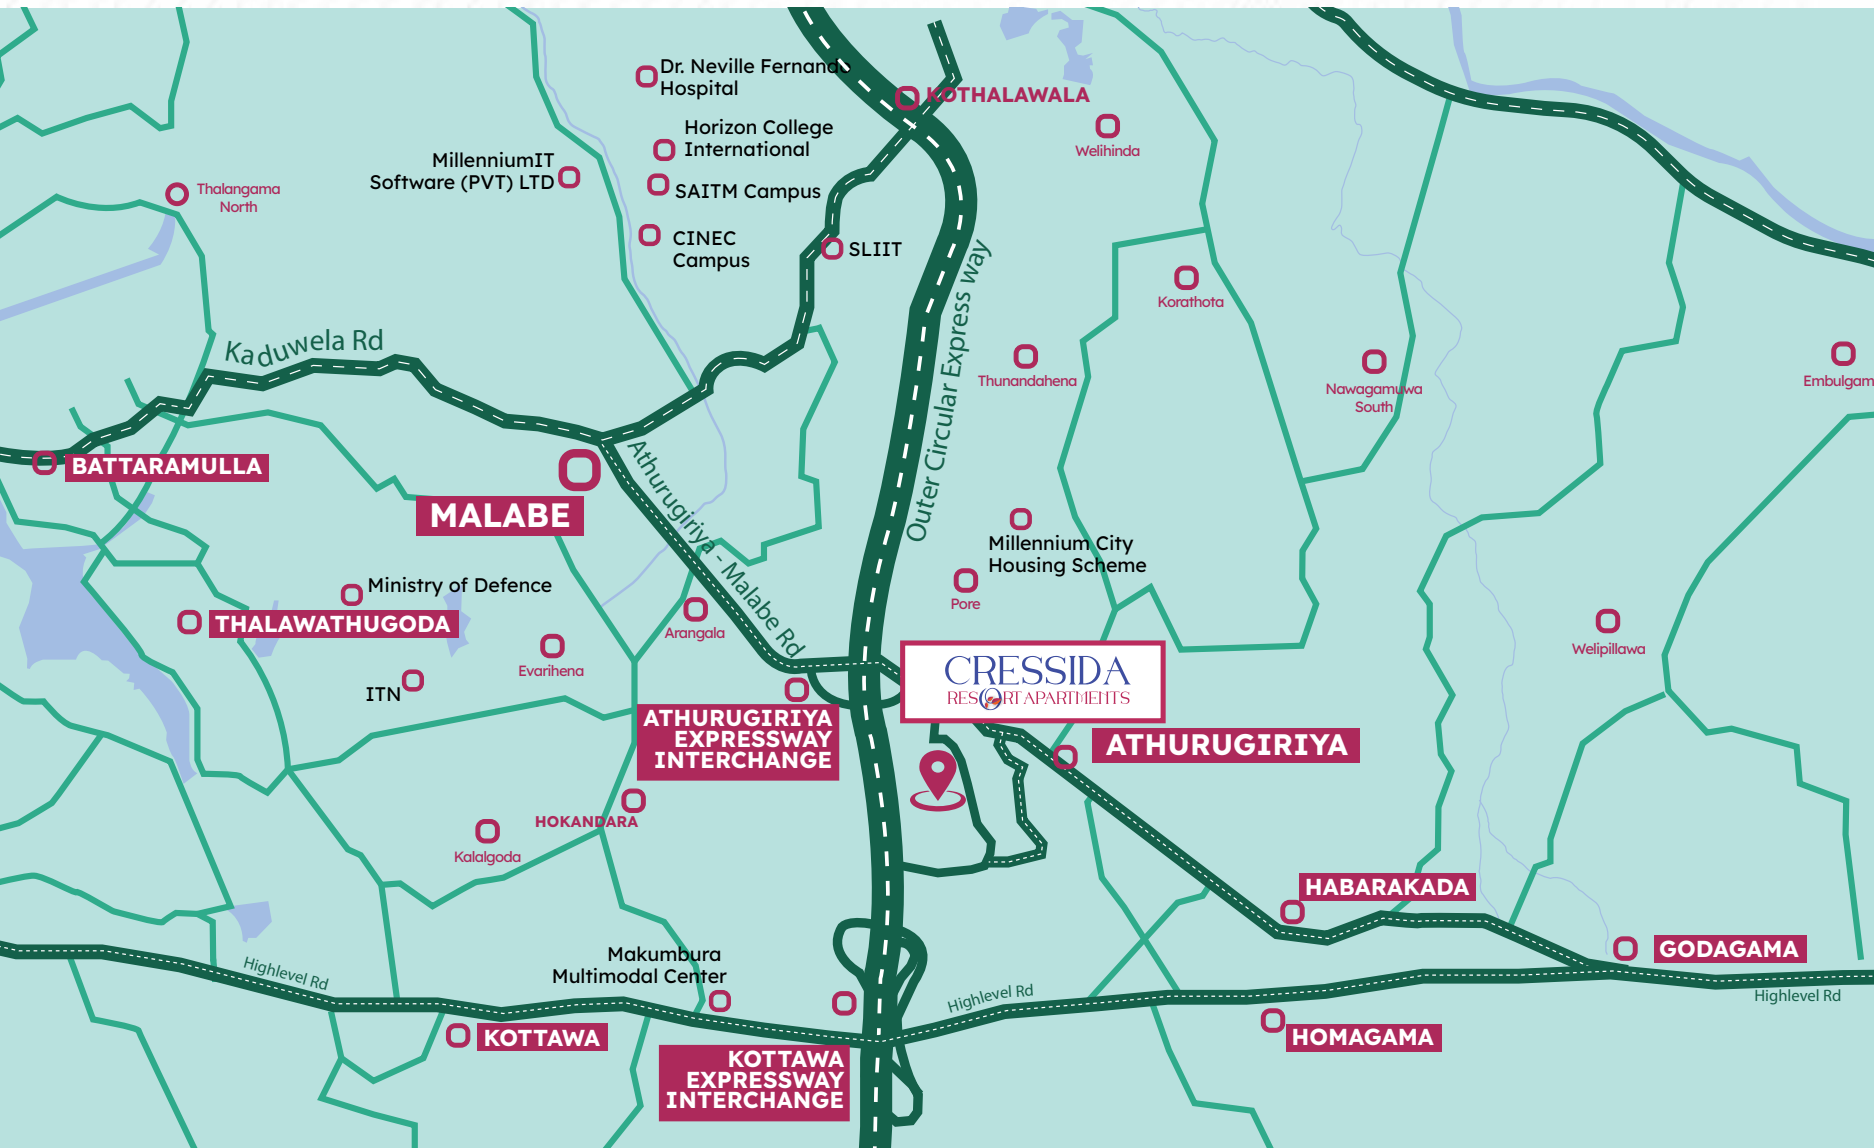 Dr. Neville Fernando
Hospital
KOTHALAWALA
Horizon College
International
Welihinda
MillenniumIT
Software (PVT) LTD
SAITM Campus
Thalangama
North
CINEC
Campus
SLIIT
Korathota
Outer Circular Express way
Kaduwela Rd
Thunandahena
Nawagamuwa
South
Embulgam
BATTARAMULLA
MALABE
Athurugiriya - Malabe Rd
Millennium City
Housing Scheme
Ministry of Defence
Pore
THALAWATHUGODA
Arangala
Welipillawa
Evarihena
ITN
CRESSIDA
RESORT APARTMENTS
ATHURUGIRIYA
EXPRESSWAY
INTERCHANGE
ATHURUGIRIYA
HOKANDARA
Kalalgoda
HABARAKADA
GODAGAMA
Makumbura
Multimodal Center
Highlevel Rd
Highlevel Rd
Highlevel Rd
KOTTAWA
HOMAGAMA
KOTTAWA
EXPRESSWAY
INTERCHANGE